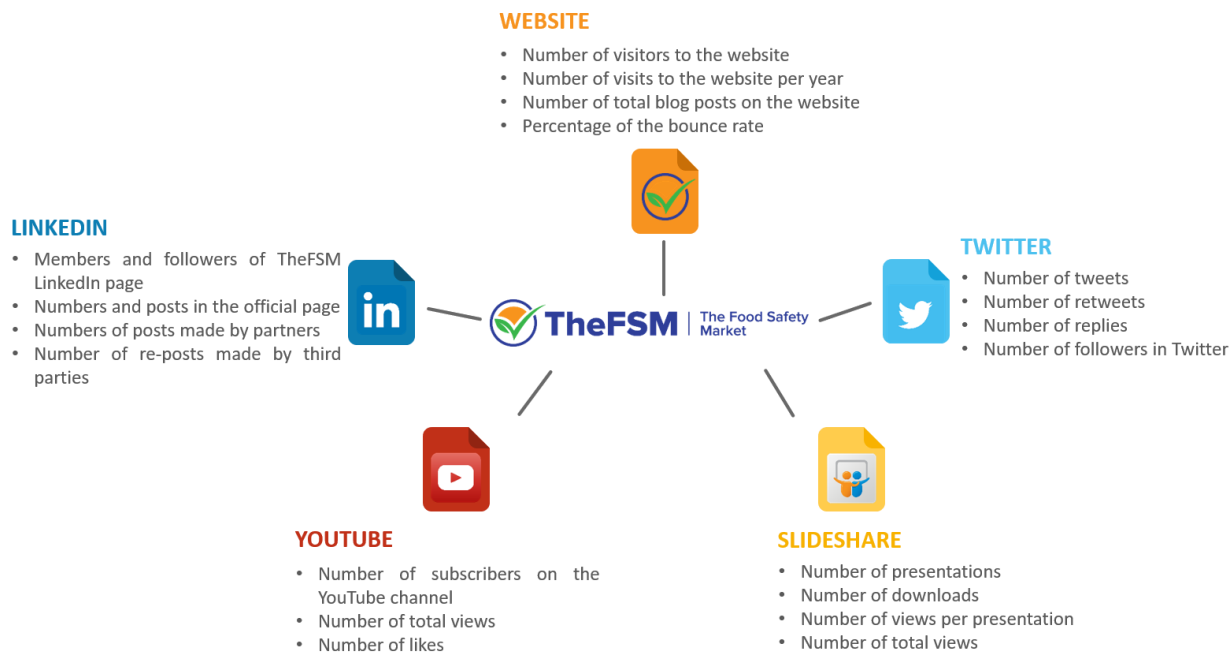 WEBSITE
• Number of visitors to the website
• Number of visits to the website per year
• Number of total blog posts on the website
• Percentage of the bounce rate
LINKEDIN
• Members and followers of TheFSM
LinkedIn page
• Numbers and posts in the official page
• Numbers of posts made by partners
• Number of re-posts made by third
parties
in
TheFSM | The Food Safety
Market
TWITTER
• Number of tweets
• Number of retweets
• Number of replies
• Number of followers in Twitter
YOUTUBE
• Number of subscribers on the
YouTube channel
• Number of total views
• Number of likes
SLIDESHARE
• Number of presentations
• Number of downloads
• Number of views per presentation
• Number of total views